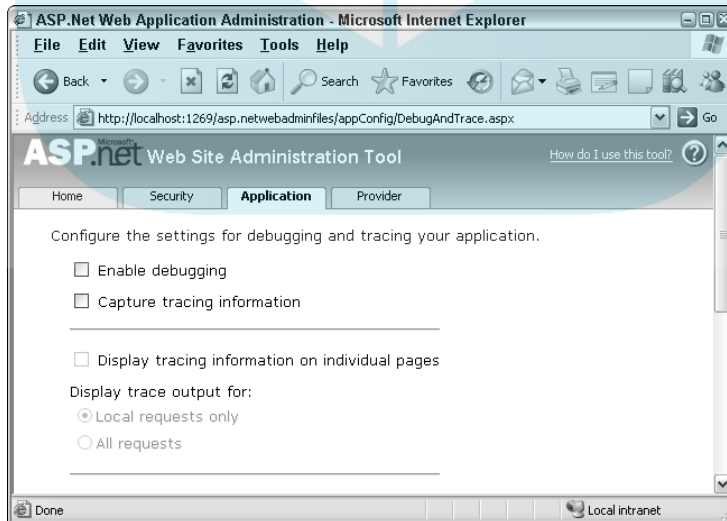 ASP.Net Web Application Administration - Microsoft Internet Explorer
File Edit View Favorites Tools Help
Back Search Favorites
Address http://localhost:1269/asp.netwebadminfiles/appConfig/DebugAndTrace.aspx Go
Microsoft
ASP.net Web Site Administration Tool How do I use this tool? ?
Home Security Application Provider
Configure the settings for debugging and tracing your application.
Enable debugging
Capture tracing information
Display tracing information on individual pages
Display trace output for:
Local requests only
All requests
Done Local intranet